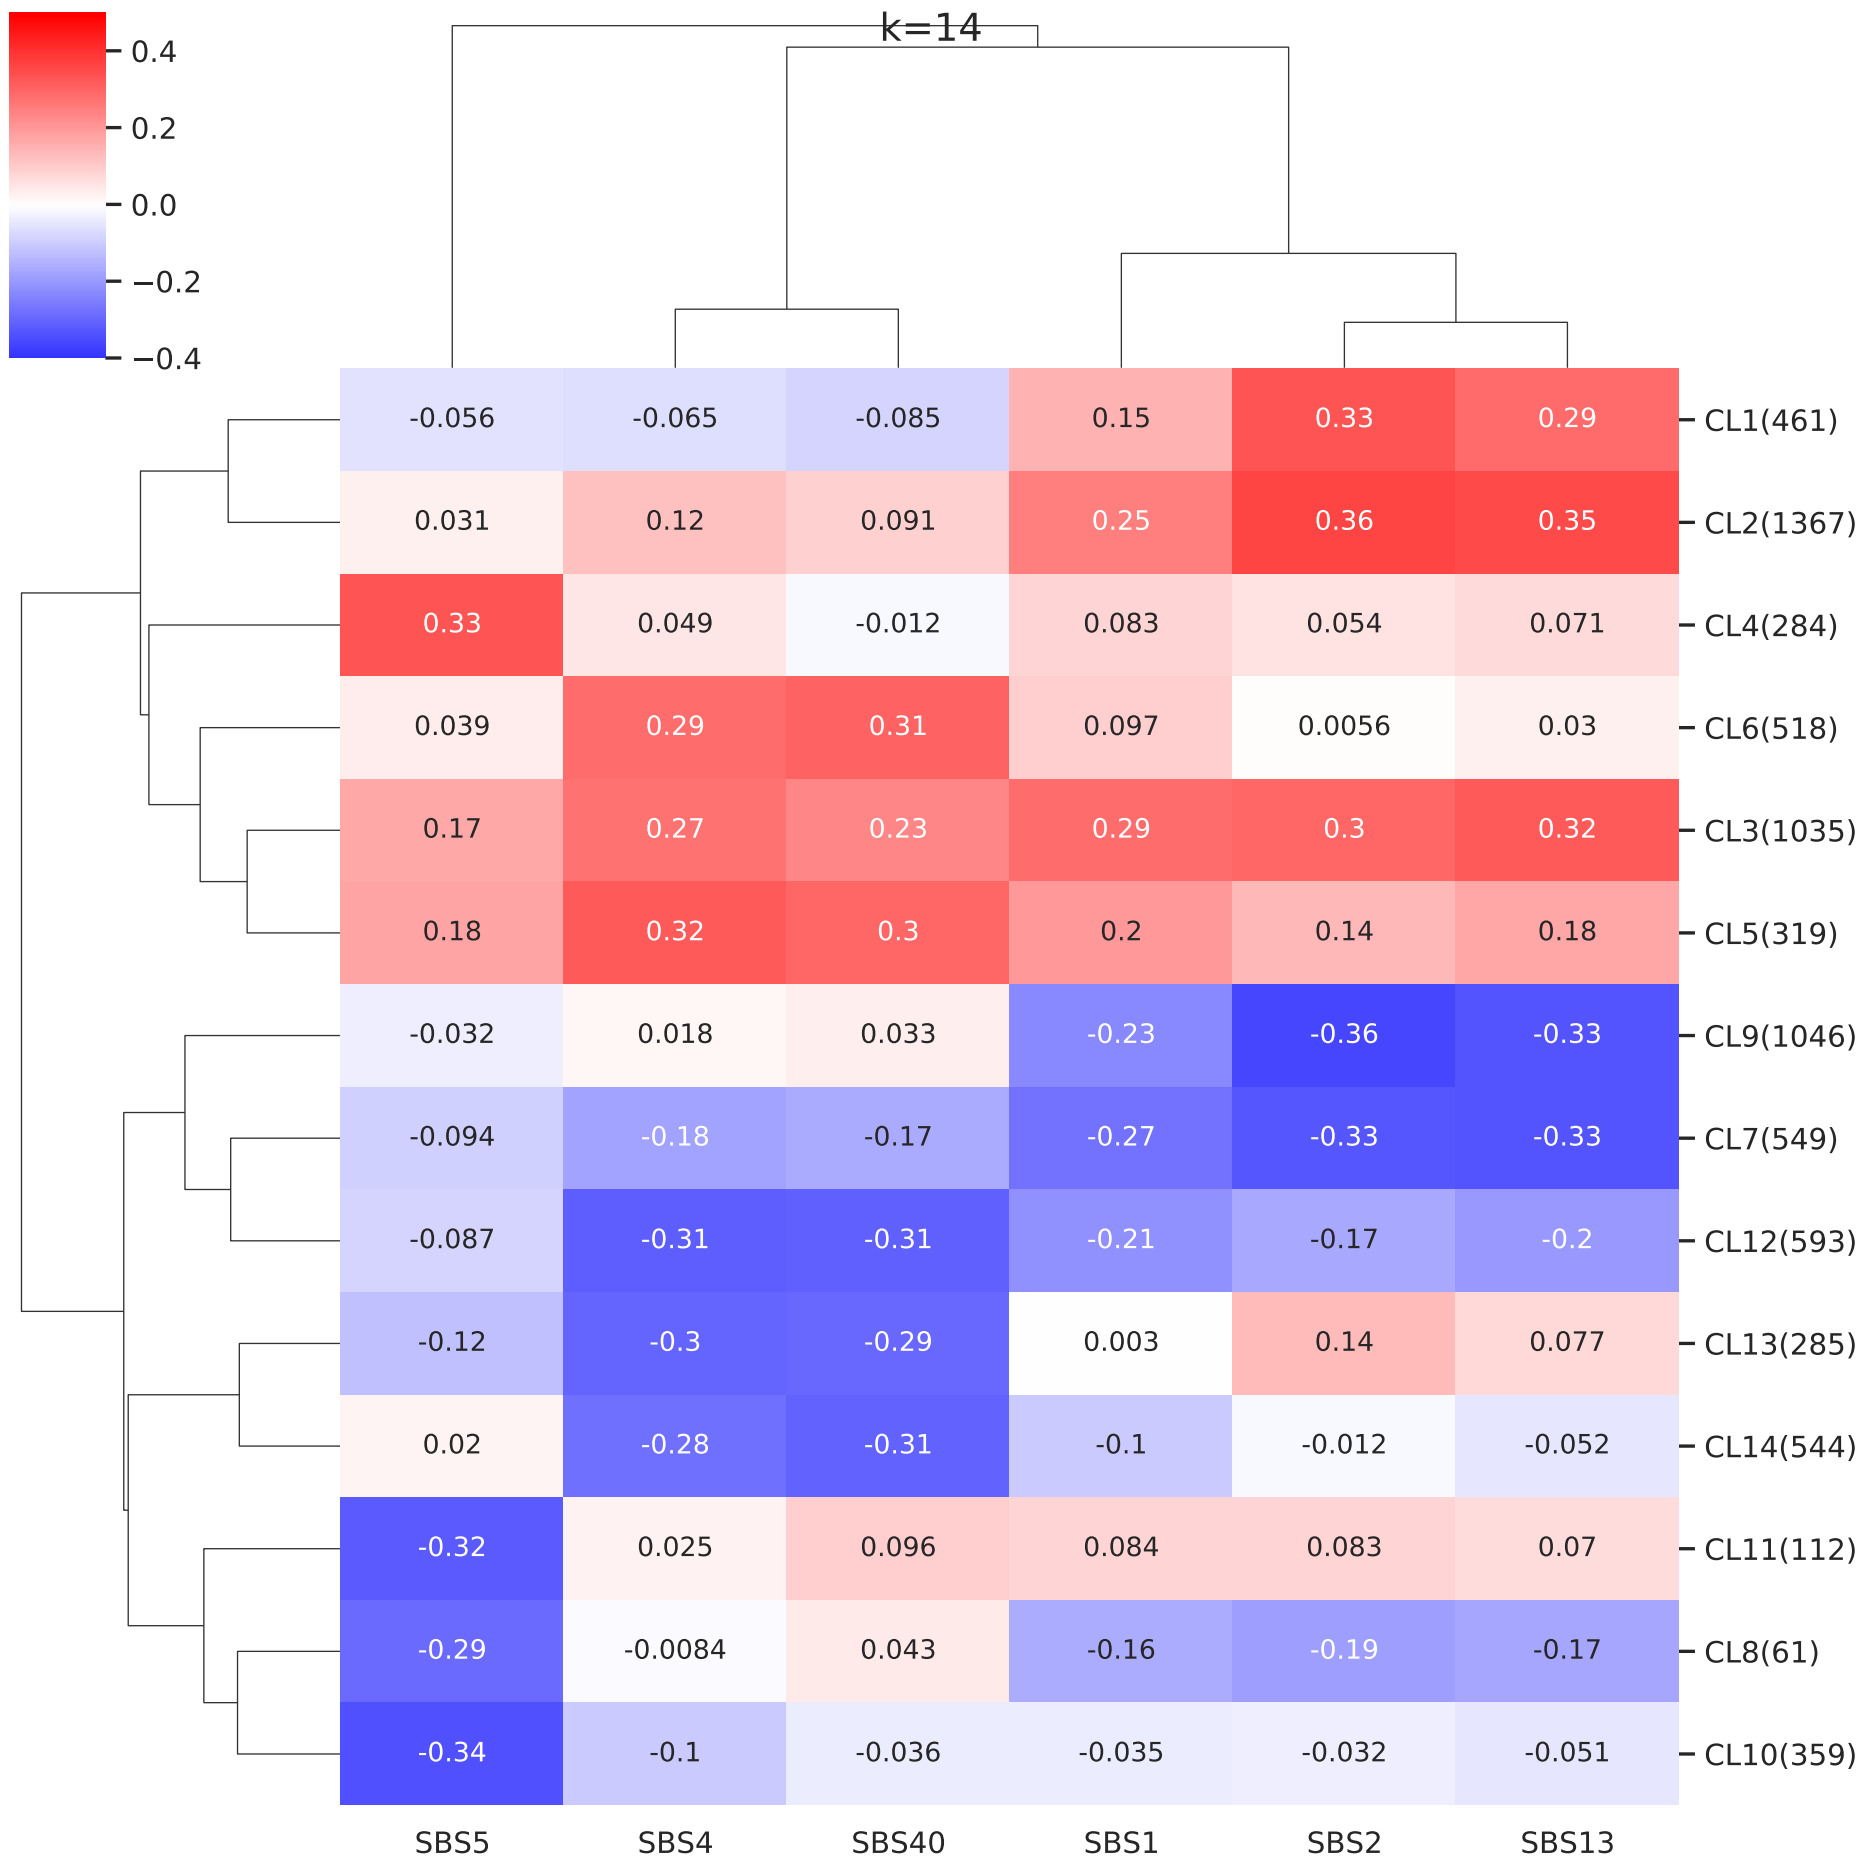 k=14
0.4
0.2
0.0
−0.2
−0.4
-0.056 -0.065 -0.085 0.15 0.33 0.29 CL1(461)
0.031 0.12 0.091 0.25 0.36 0.35 CL2(1367)
0.33 0.049 -0.012 0.083 0.054 0.071 CL4(284)
0.039 0.29 0.31 0.097 0.0056 0.03 CL6(518)
0.17 0.27 0.23 0.29 0.3 0.32 CL3(1035)
0.18 0.32 0.3 0.2 0.14 0.18 CL5(319)
-0.032 0.018 0.033 -0.23 -0.36 -0.33 CL9(1046)
-0.094 -0.18 -0.17 -0.27 -0.33 -0.33 CL7(549)
-0.087 -0.31 -0.31 -0.21 -0.17 -0.2 CL12(593)
-0.12 -0.3 -0.29 0.003 0.14 0.077 CL13(285)
0.02 -0.28 -0.31 -0.1 -0.012 -0.052 CL14(544)
-0.32 0.025 0.096 0.084 0.083 0.07 CL11(112)
-0.29 -0.0084 0.043 -0.16 -0.19 -0.17 CL8(61)
-0.34 -0.1 -0.036 -0.035 -0.032 -0.051 CL10(359)
SBS5 SBS4 SBS40 SBS1 SBS2 SBS13